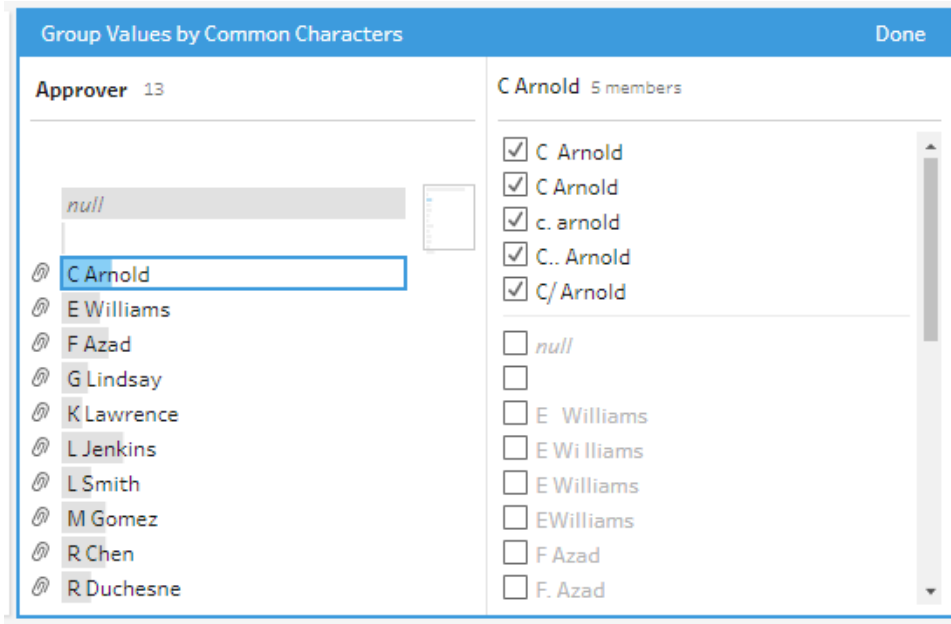 Group Values by Common Characters Done
Approver 13
null
C Arnold
E Williams
F Azad
G Lindsay
K Lawrence
L Jenkins
L Smith
M Gomez
R Chen
R Duchesne
C Arnold 5 members
C  Arnold
C Arnold
c. arnold
C.. Arnold
C/ Arnold
null
E  Williams
E Wi lliams
E Williams
EWilliams
F Azad
F. Azad